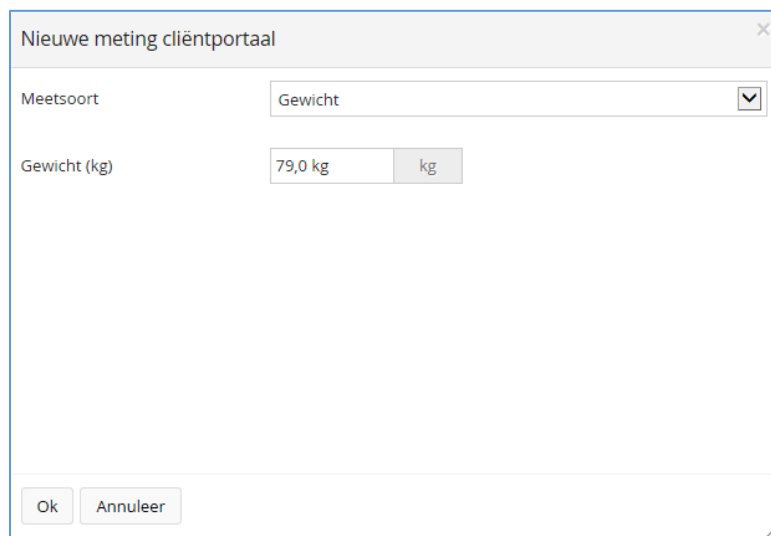 Nieuwe meting cliëntportaal
Meetsoort Gewicht
Gewicht (kg) 79,0 kg kg
Ok Annuleer